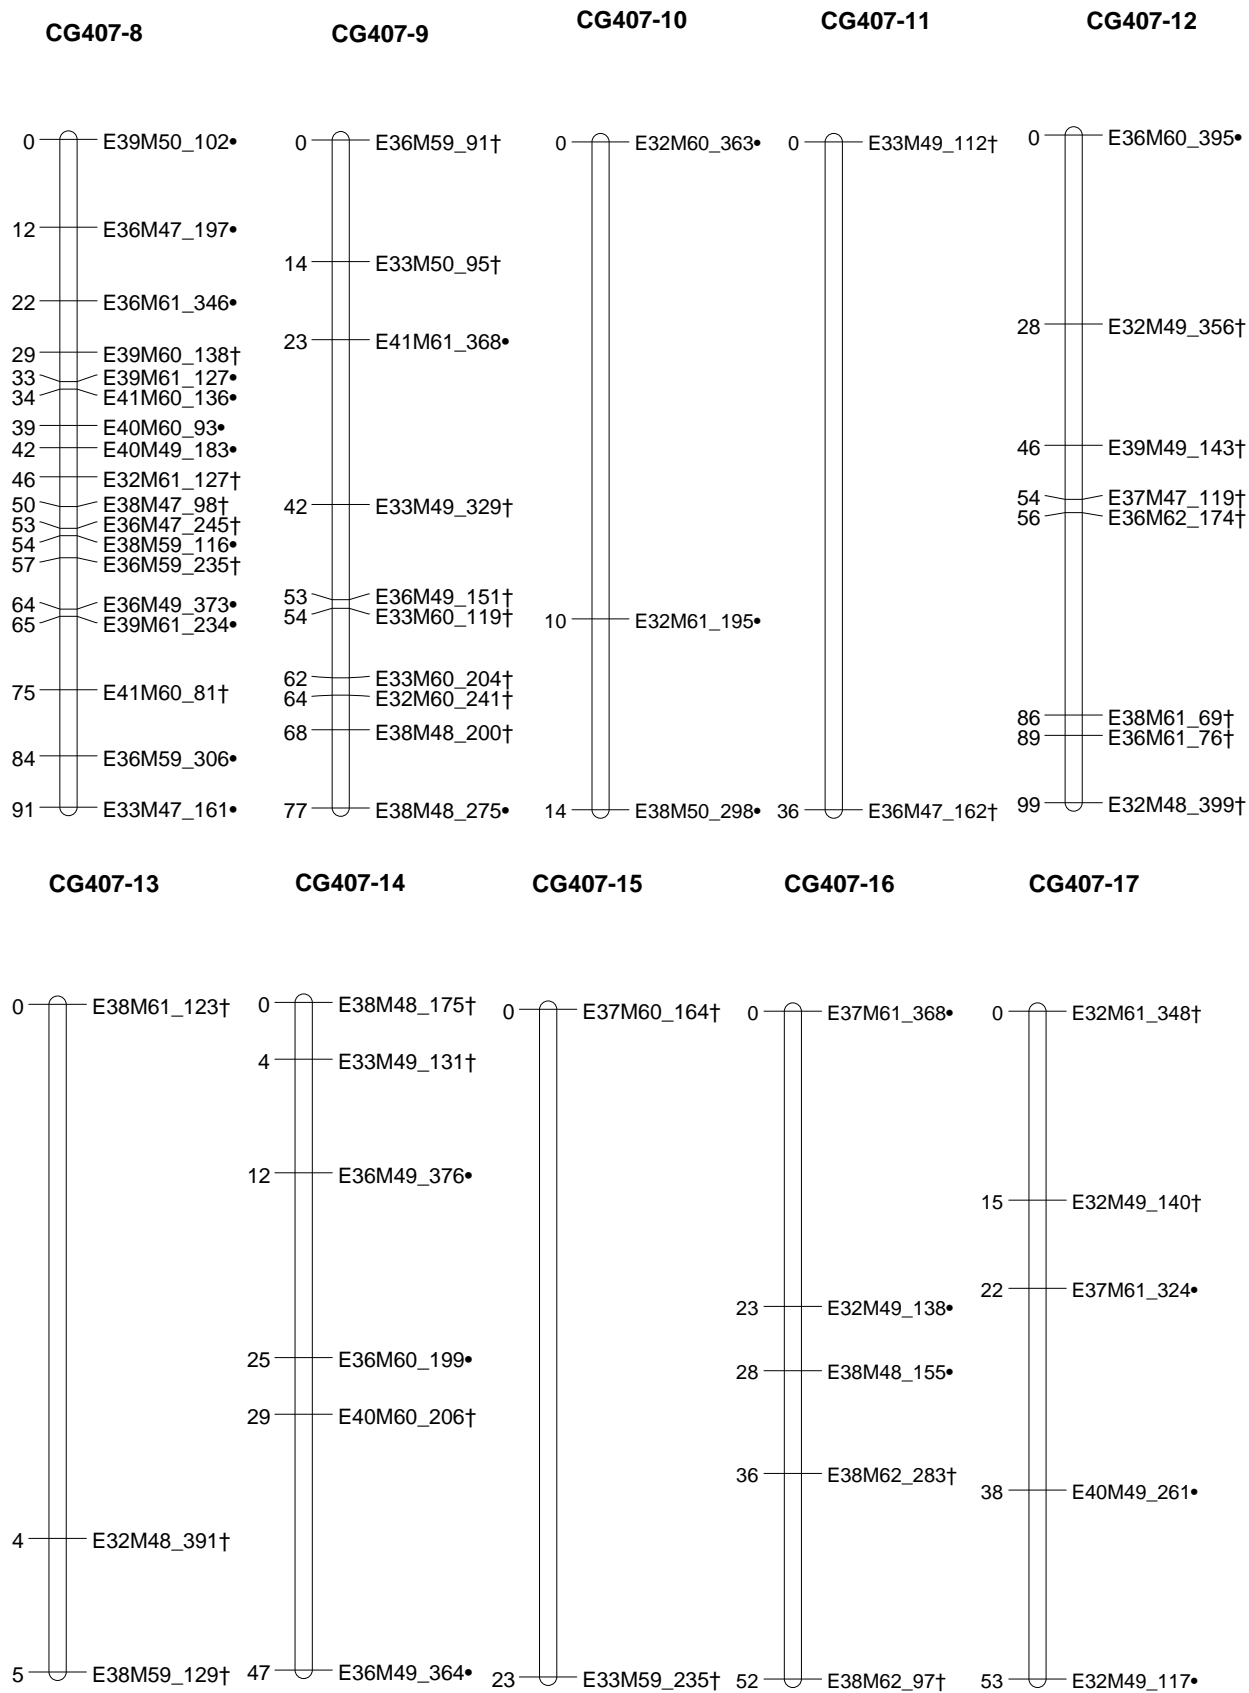 CG407-8
0 E39M50_102•
12 E36M47_197•
22 E36M61_346•
29 E39M60_138†
33 E39M61_127•
34 E41M60_136•
39 E40M60_93•
42 E40M49_183•
46 E32M61_127†
50 E38M47_98†
53 E36M47_245†
54 E38M59_116•
57 E36M59_235†
64 E36M49_373•
65 E39M61_234•
75 E41M60_81†
84 E36M59_306•
91 E33M47_161•
CG407-9
0 E36M59_91†
14 E33M50_95†
23 E41M61_368•
42 E33M49_329†
53 E36M49_151†
54 E33M60_119†
62 E33M60_204†
64 E32M60_241†
68 E38M48_200†
77 E38M48_275•
CG407-10
0 E32M60_363•
10 E32M61_195•
14 E38M50_298•
CG407-11
0 E33M49_112†
36 E36M47_162†
CG407-12
0 E36M60_395•
28 E32M49_356†
46 E39M49_143†
54 E37M47_119†
56 E36M62_174†
86 E38M61_69†
89 E36M61_76†
99 E32M48_399†
CG407-13
0 E38M61_123†
4 E32M48_391†
5 E38M59_129†
CG407-14
0 E38M48_175†
4 E33M49_131†
12 E36M49_376•
25 E36M60_199•
29 E40M60_206†
47 E36M49_364•
CG407-15
0 E37M60_164†
23 E33M59_235†
CG407-16
0 E37M61_368•
23 E32M49_138•
28 E38M48_155•
36 E38M62_283†
52 E38M62_97†
CG407-17
0 E32M61_348†
15 E32M49_140†
22 E37M61_324•
38 E40M49_261•
53 E32M49_117•